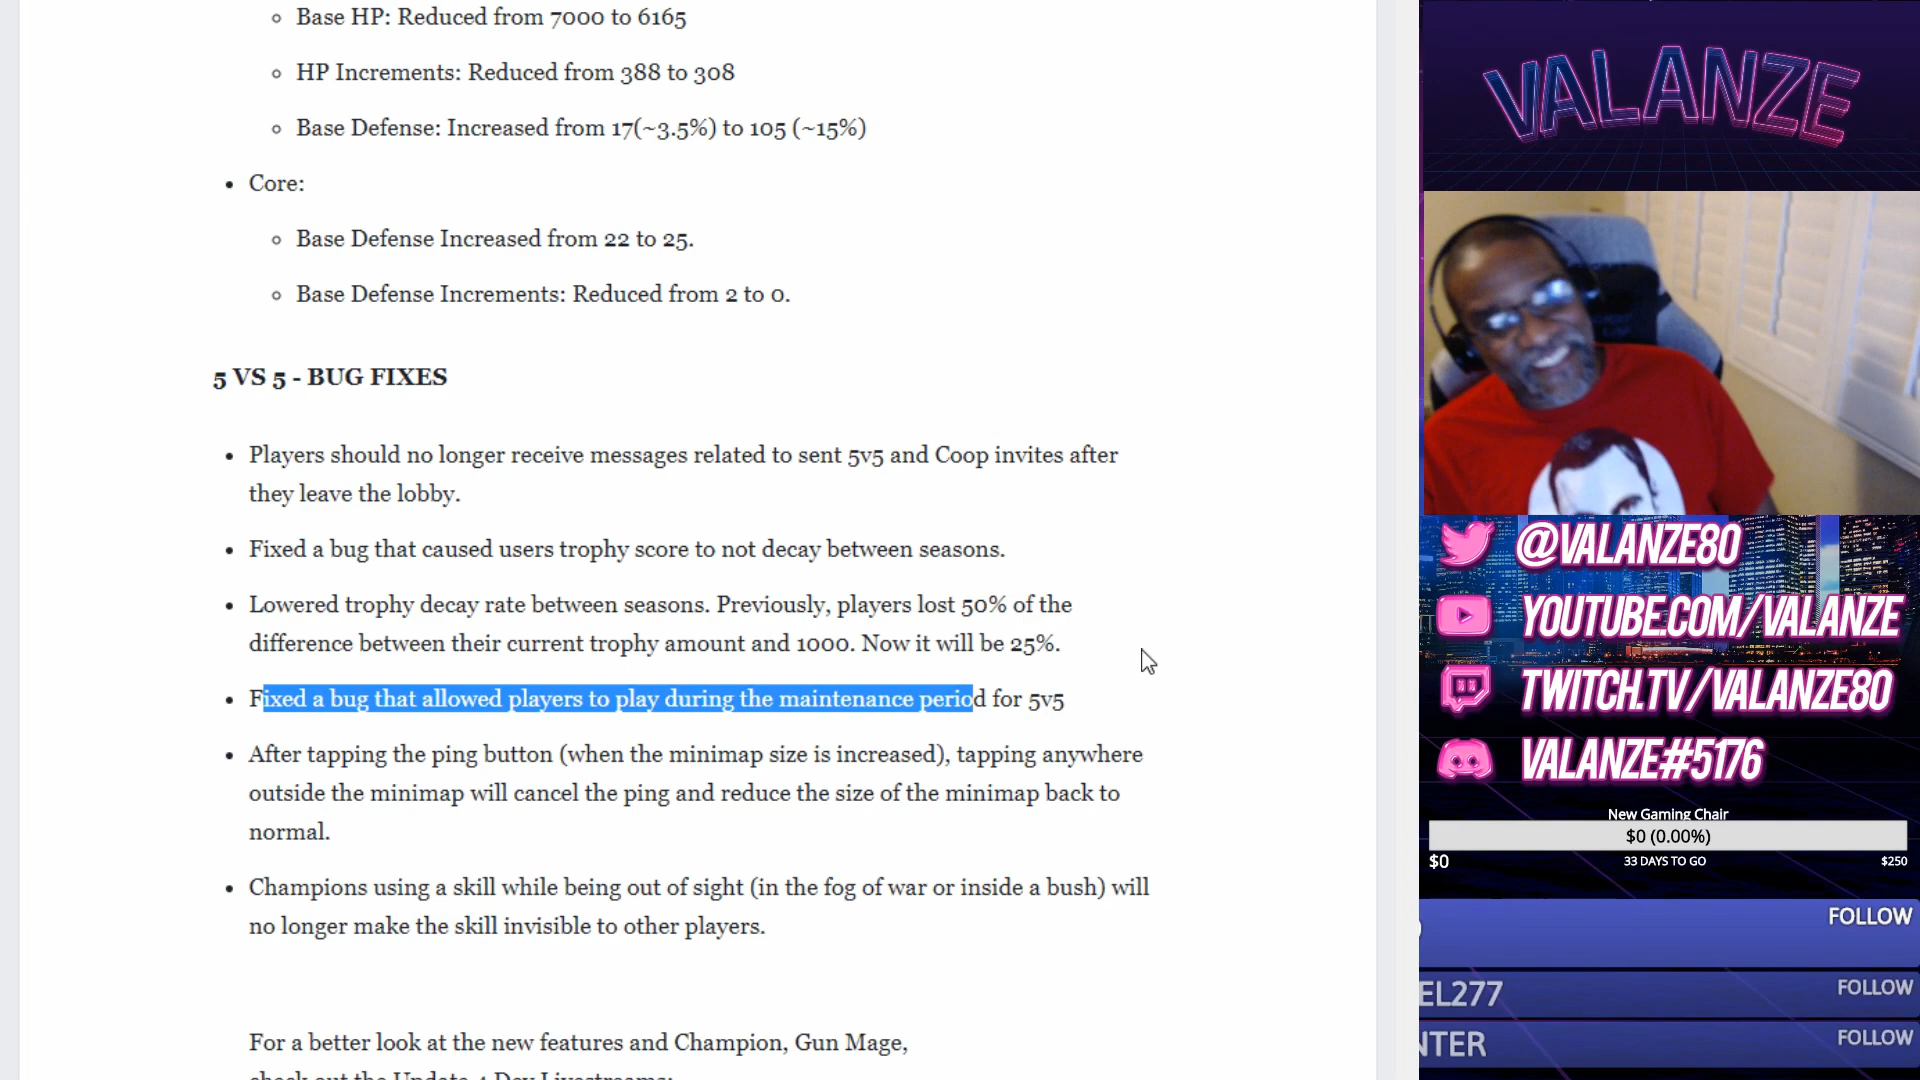 Base HP: Reduced from 7000 to 6165
HP Increments: Reduced from 388 to 308
Base Defense: Increased from 17(~3.5%) to 105 (~15%)
Core:
Base Defense Increased from 22 to 25.
Base Defense Increments: Reduced from 2 to 0.
5 VS 5 - BUG FIXES
Players should no longer receive messages related to sent 5v5 and Coop invites after
they leave the lobby.
Fixed a bug that caused users trophy score to not decay between seasons.
Lowered trophy decay rate between seasons. Previously, players lost 50% of the
difference between their current trophy amount and 1000. Now it will be 25%.
Fixed a bug that allowed players to play during the maintenance period for 5v5
After tapping the ping button (when the minimap size is increased), tapping anywhere
outside the minimap will cancel the ping and reduce the size of the minimap back to
normal.
Champions using a skill while being out of sight (in the fog of war or inside a bush) will
no longer make the skill invisible to other players.
For a better look at the new features and Champion, Gun Mage,
check out the Update 4 Dev Livestreams:
VALANZE
@VALANZE80
YOUTUBE.COM/VALANZE
TWITCH.TV/VALANZE80
VALANZE#5176
New Gaming Chair
$0 (0.00%)
$0 33 DAYS TO GO $250
FOLLOW
EL277 FOLLOW
NTER FOLLOW